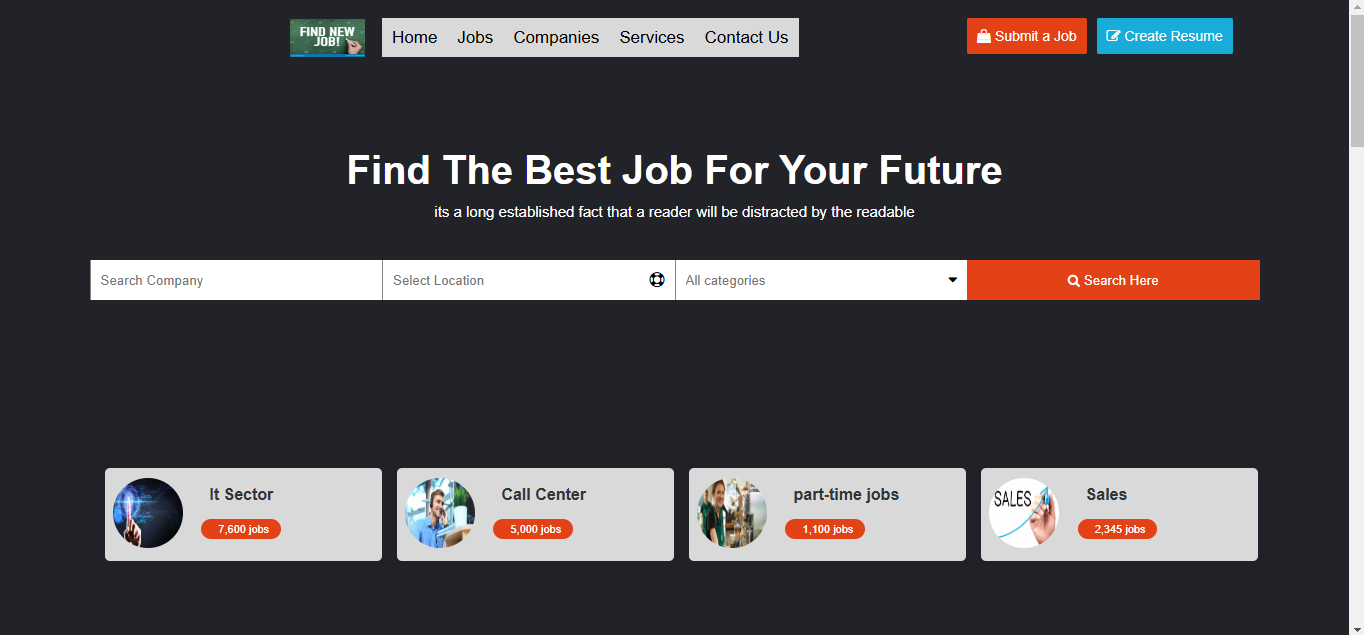 FIND NEW
JOB!
Home Jobs Companies Services Contact Us
Submit a Job
Create Resume
Find The Best Job For Your Future
its a long established fact that a reader will be distracted by the readable
Search Company
Select Location
All categories
Search Here
It Sector
7,600 jobs
Call Center
5,000 jobs
part-time jobs
1,100 jobs
SALES
Sales
2,345 jobs